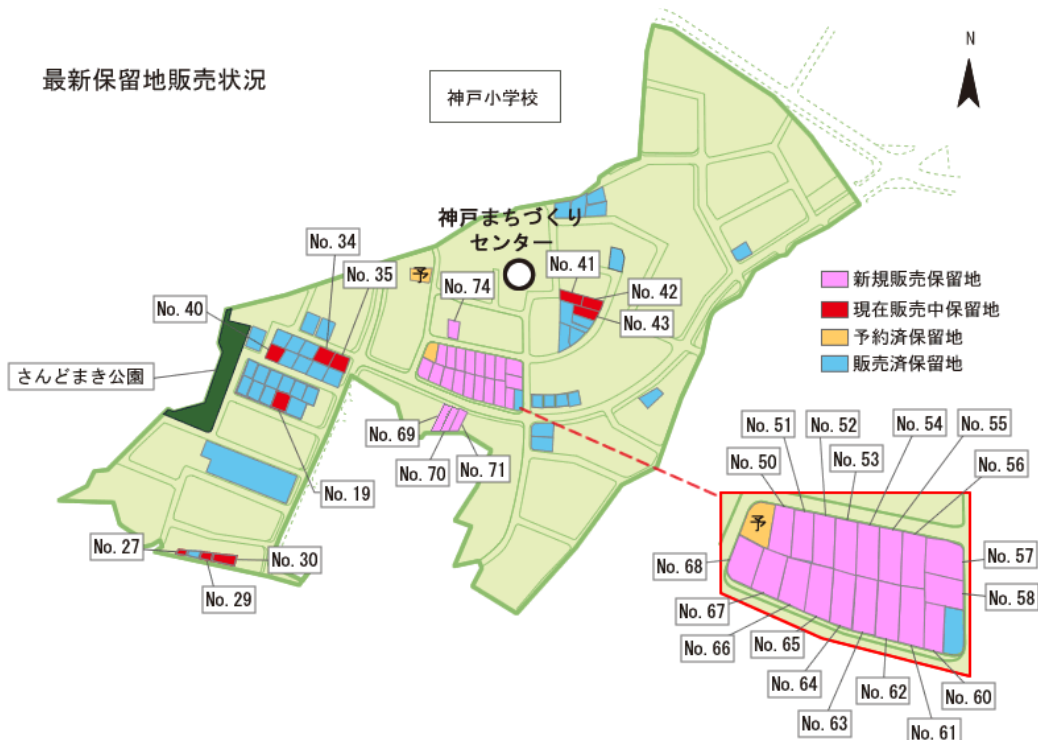 最新保留地販売状況
神戸小学校
N
神戸まちづくり
センター
No. 34
No. 35
No. 40
予
No. 74
No. 41
No. 42
No. 43
新規販売保留地
現在販売中保留地
予約済保留地
販売済保留地
さんどまき公園
No. 69
No. 70
No. 71
No. 19
No. 27
No. 30
No. 29
No. 50
No. 51
No. 52
No. 53
No. 54
No. 55
No. 56
予
No. 57
No. 58
No. 68
No. 67
No. 66
No. 65
No. 64
No. 63
No. 62
No. 61
No. 60